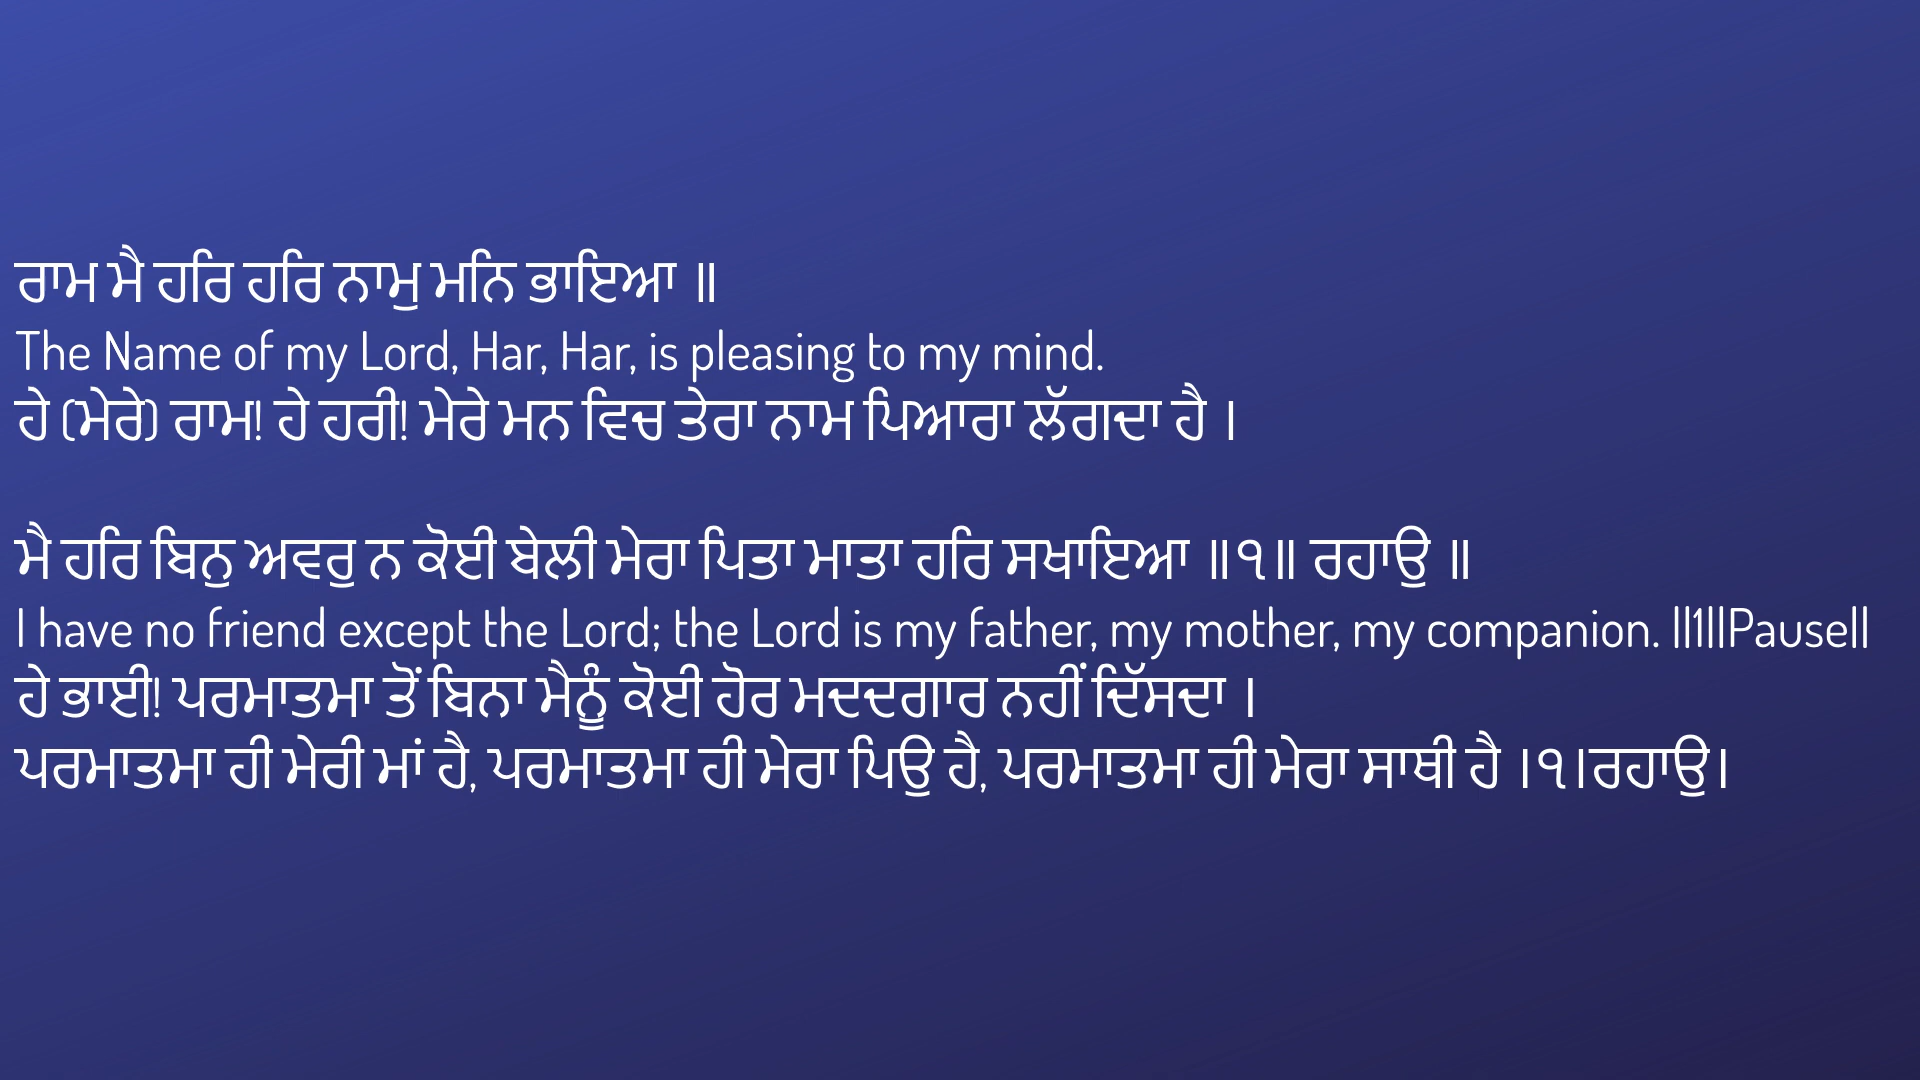 ਰਾਮ ਮੈ ਹਰਿ ਹਰਿ ਨਾਮੁ ਮਨਿ ਭਾਇਆ ॥
The Name of my Lord, Har, Har, is pleasing to my mind.
ਹੇ (ਮੇਰੇ) ਰਾਮ! ਹੇ ਹਰੀ! ਮੇਰੇ ਮਨ ਵਿਚ ਤੇਰਾ ਨਾਮ ਪਿਆਰਾ ਲੱਗਦਾ ਹੈ ।
ਮੈ ਹਰਿ ਬਿਨੁ ਅਵਰੁ ਨ ਕੋਈ ਬੇਲੀ ਮੇਰਾ ਪਿਤਾ ਮਾਤਾ ਹਰਿ ਸਖਾਇਆ ॥੧॥ ਰਹਾਉ ॥
I have no friend except the Lord; the Lord is my father, my mother, my companion. ||1||Pause||
ਹੇ ਭਾਈ! ਪਰਮਾਤਮਾ ਤੋਂ ਬਿਨਾ ਮੈਨੂੰ ਕੋਈ ਹੋਰ ਮਦਦਗਾਰ ਨਹੀਂ ਦਿੱਸਦਾ ।
ਪਰਮਾਤਮਾ ਹੀ ਮੇਰੀ ਮਾਂ ਹੈ, ਪਰਮਾਤਮਾ ਹੀ ਮੇਰਾ ਪਿਉ ਹੈ, ਪਰਮਾਤਮਾ ਹੀ ਮੇਰਾ ਸਾਥੀ ਹੈ ।੧।ਰਹਾਉ।